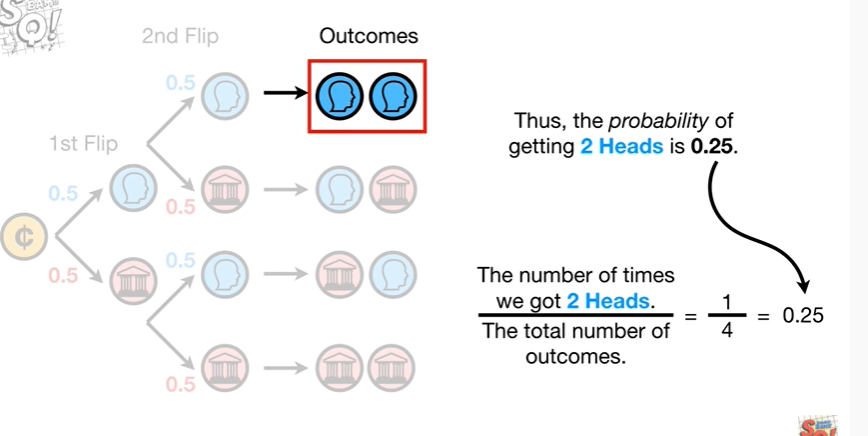 BAM!!
SQ!
2nd Flip
Outcomes
0.5
1st Flip
0.5
0.5
¢
0.5
0.5
0.5
Thus, the probability of
getting 2 Heads is 0.25.
The number of times
we got 2 Heads.
The total number of
outcomes.
= 1/4 = 0.25